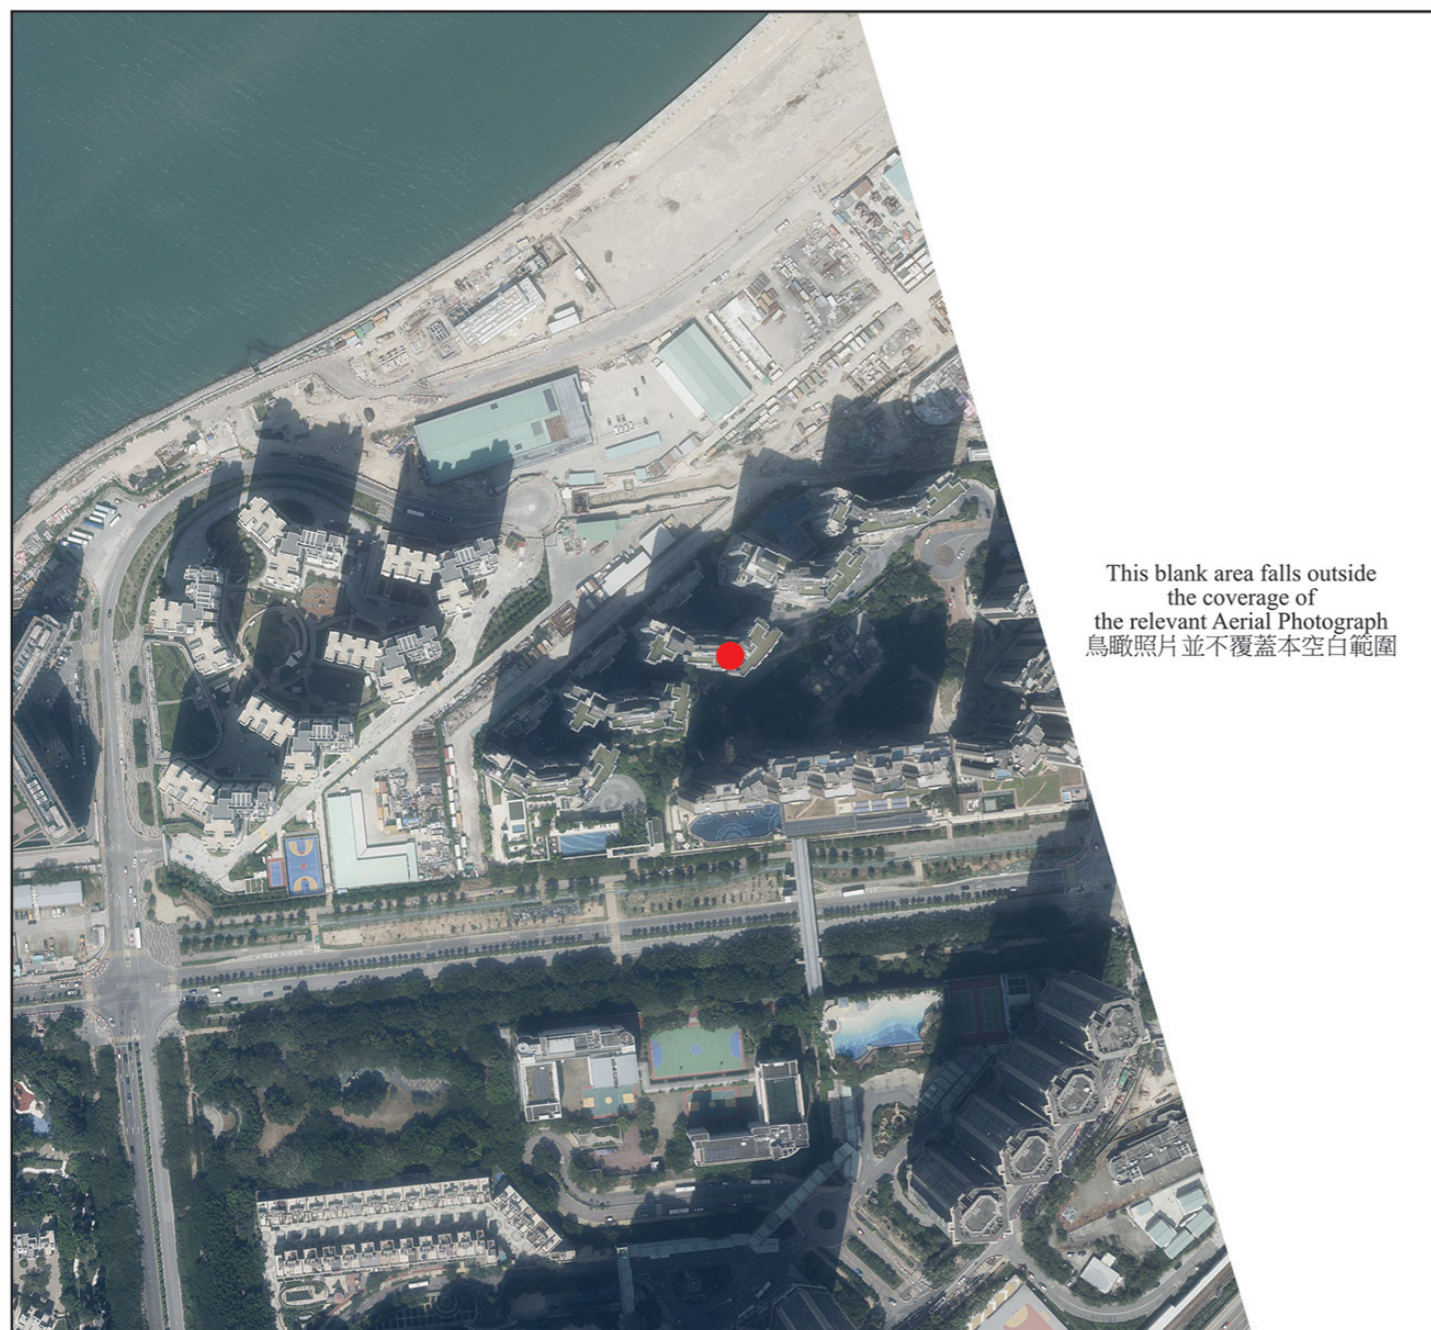 This blank area falls outside
the coverage of
the relevant Aerial Photograph
鳥瞰照片並不覆蓋本空白範圍